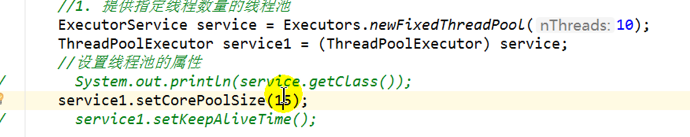 //1. 提供指定线程数量的线程池
ExecutorService service = Executors.newFixedThreadPool( nThreads: 10);
ThreadPoolExecutor service1 = (ThreadPoolExecutor) service;
//设置线程池的属性
/ System.out.println(service.getClass());
service1.setCorePoolSize(15);
/ service1.setKeepAliveTime();